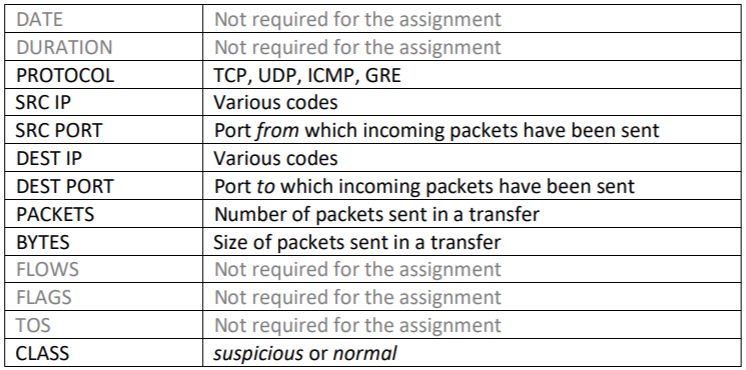 DATE Not required for the assignment
DURATION Not required for the assignment
PROTOCOL TCP, UDP, ICMP, GRE
SRC IP Various codes
SRC PORT Port from which incoming packets have been sent
DEST IP Various codes
DEST PORT Port to which incoming packets have been sent
PACKETS Number of packets sent in a transfer
BYTES Size of packets sent in a transfer
FLOWS Not required for the assignment
FLAGS Not required for the assignment
TOS Not required for the assignment
CLASS suspicious or normal